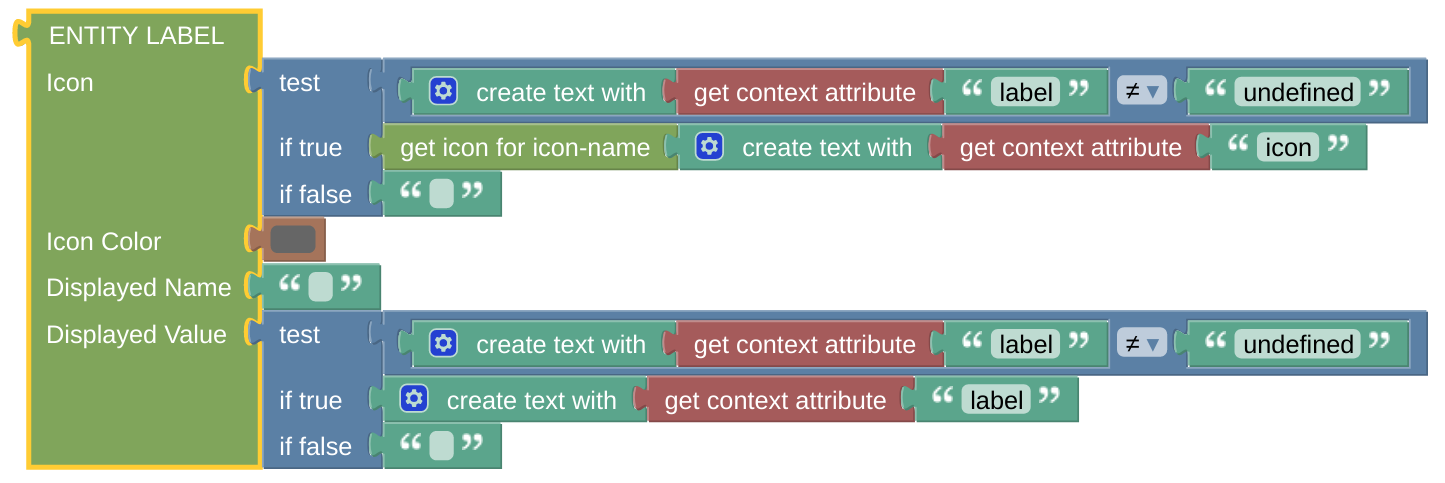 ENTITY LABEL
Icon test create text with get context attribute “ label ” ≠ ▾ “ undefined ”
if true get icon for icon-name create text with get context attribute “ icon ”
if false “ ”
Icon Color
Displayed Name “ ”
Displayed Value test create text with get context attribute “ label ” ≠ ▾ “ undefined ”
if true create text with get context attribute “ label ”
if false “ ”